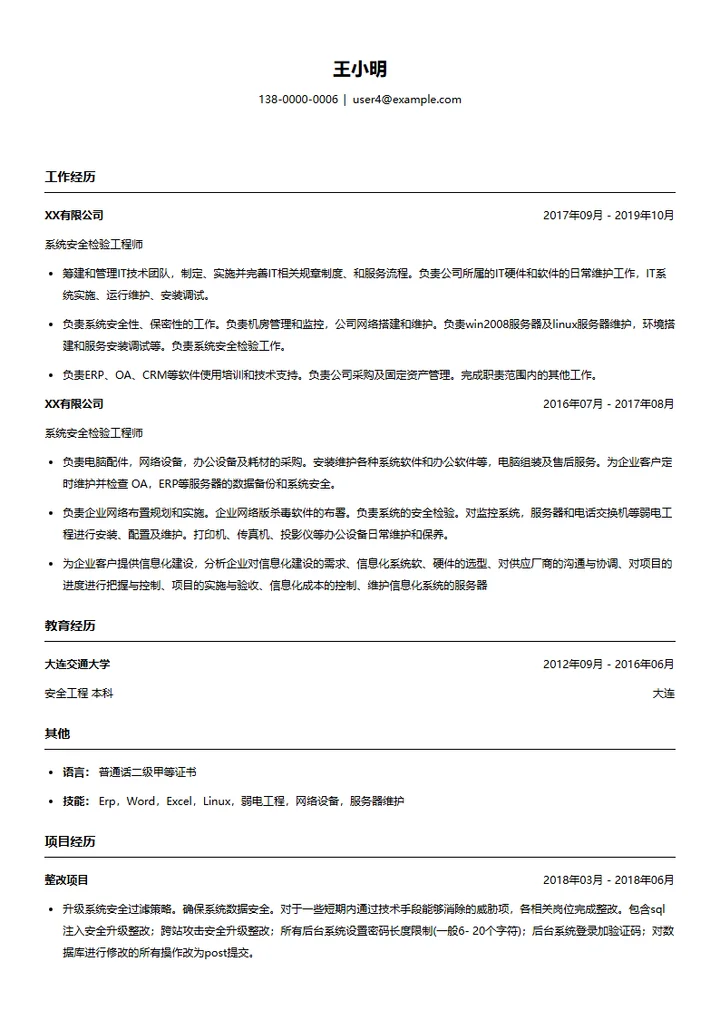 王小明
138-0000-0006 | user4@example.com
工作经历
XX有限公司 2017年09月 - 2019年10月
系统安全检验工程师
• 筹建和管理IT技术团队，制定、实施并完善IT相关规章制度、和服务流程。负责公司所属的IT硬件和软件的日常维护工作，IT系
统实施、运行维护、安装调试。
• 负责系统安全性、保密性的工作。负责机房管理和监控，公司网络搭建和维护。负责win2008服务器及linux服务器维护，环境搭
建和服务安装调试等。负责系统安全检验工作。
• 负责ERP、OA、CRM等软件使用培训和技术支持。负责公司采购及固定资产管理。完成职责范围内的其他工作。
XX有限公司 2016年07月 - 2017年08月
系统安全检验工程师
• 负责电脑配件，网络设备，办公设备及耗材的采购。安装维护各种系统软件和办公软件等，电脑组装及售后服务。为企业客户定
时维护并检查 OA，ERP等服务器的数据备份和系统安全。
• 负责企业网络布置规划和实施。企业网络版杀毒软件的布署。负责系统的安全检验。对监控系统，服务器和电话交换机等弱电工
程进行安装、配置及维护。打印机、传真机、投影仪等办公设备日常维护和保养。
• 为企业客户提供信息化建设，分析企业对信息化建设的需求、信息化系统软、硬件的选型、对供应厂商的沟通与协调、对项目的
进度进行把握与控制、项目的实施与验收、信息化成本的控制、维护信息化系统的服务器
教育经历
大连交通大学 2012年09月 - 2016年06月
安全工程 本科 大连
其他
• 语言： 普通话二级甲等证书
• 技能： Erp，Word，Excel，Linux，弱电工程，网络设备，服务器维护
项目经历
整改项目 2018年03月 - 2018年06月
• 升级系统安全过滤策略。确保系统数据安全。对于一些短期内通过技术手段能够消除的威胁项，各相关岗位完成整改。包含sql
注入安全升级整改；跨站攻击安全升级整改；所有后台系统设置密码长度限制(一般6- 20个字符)；后台系统登录加验证码；对数
据库进行修改的所有操作改为post提交。